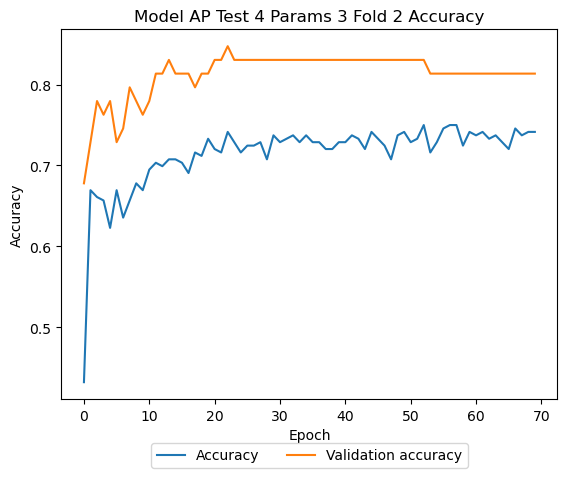 Model AP Test 4 Params 3 Fold 2 Accuracy
Accuracy
0.8
0.7
0.6
0.5
0 10 20 30 40 50 60 70
Epoch
Accuracy Validation accuracy